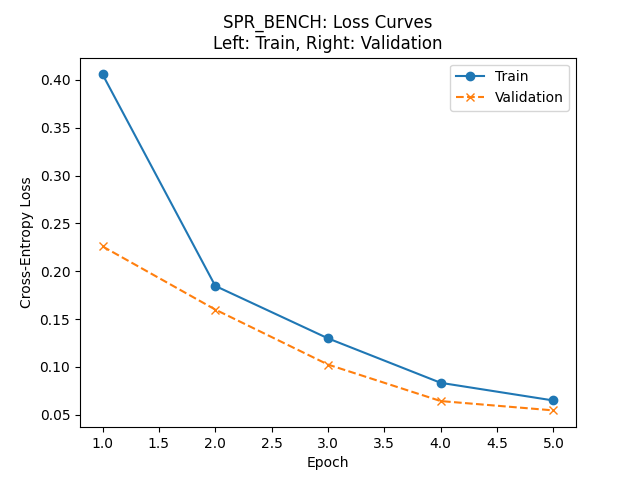 SPR_BENCH: Loss Curves
Left: Train, Right: Validation
Train
Validation
Cross-Entropy Loss
0.40
0.35
0.30
0.25
0.20
0.15
0.10
0.05
1.0 1.5 2.0 2.5 3.0 3.5 4.0 4.5 5.0
Epoch